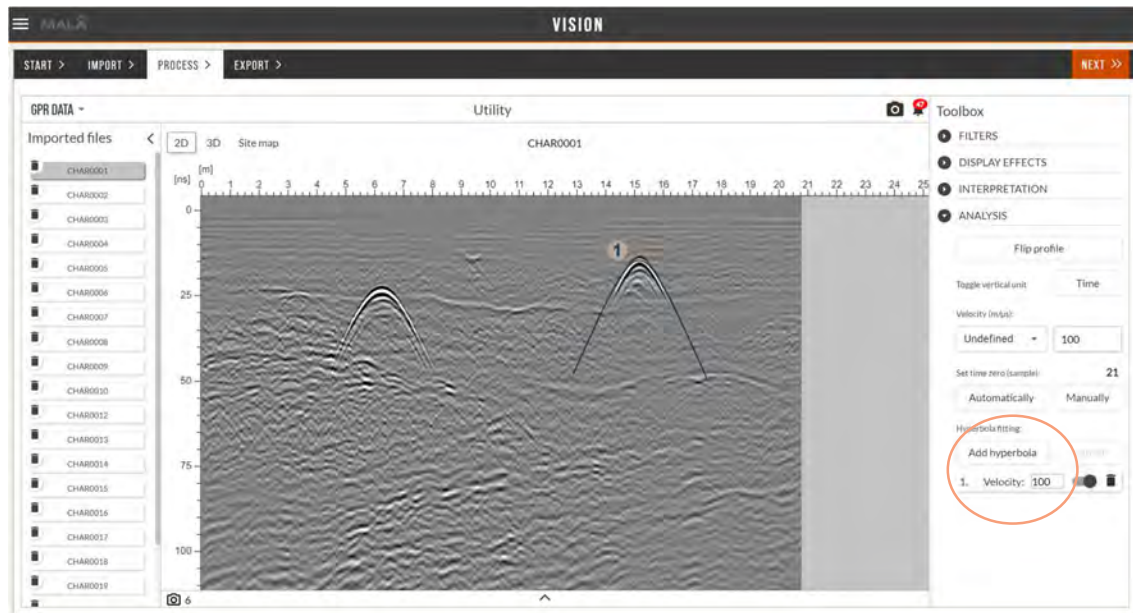 MALÅ
VISION
START > IMPORT > PROCESS > EXPORT > NEXT >>
GPR DATA
Utility
47
Toolbox
Imported files <
2D 3D Site map
CHAR0001
FILTERS
DISPLAY EFFECTS
INTERPRETATION
ANALYSIS
Flip profile
Toggle vertical unit Time
Velocity (m/µs):
Undefined 100
Set time zero (sample): 21
Automatically Manually
Hyperbola fitting:
Add hyperbola
1. Velocity: 100
CHAR0001
CHAR0002
CHAR0003
CHAR0004
CHAR0005
CHAR0006
CHAR0007
CHAR0008
CHAR0009
CHAR0010
CHAR0012
CHAR0013
CHAR0014
CHAR0015
CHAR0016
CHAR0017
CHAR0018
CHAR0019
[m]
[ns] 0 1 2 3 4 5 6 7 8 9 10 11 12 13 14 15 16 17 18 19 20 21 22 23 24 25
0
1
25
50
75
100
6